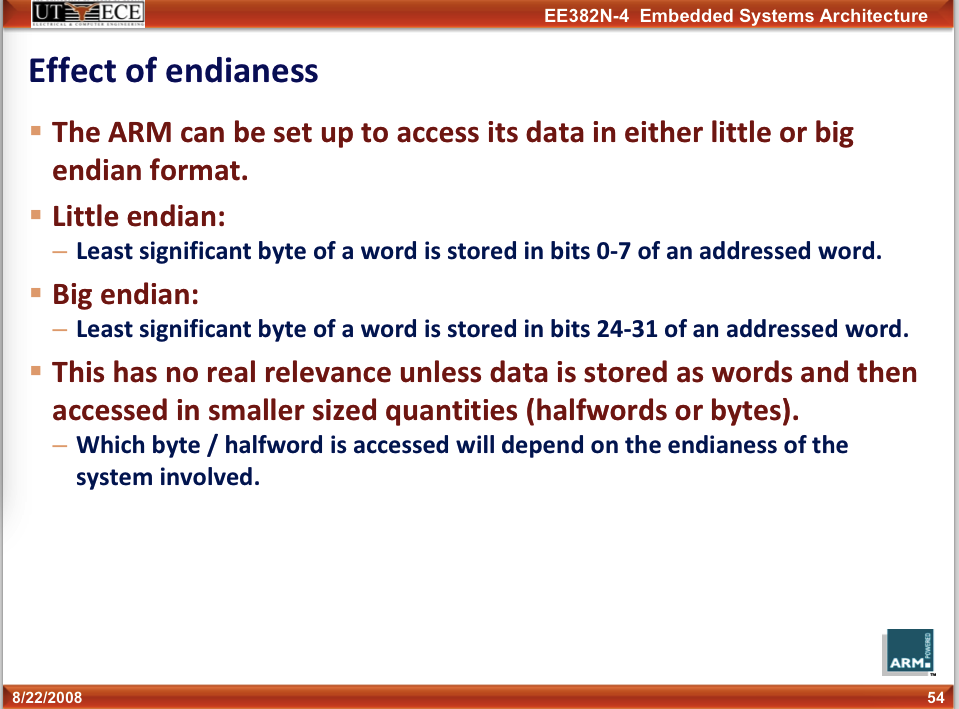 UT ECE
ELECTRICAL & COMPUTER ENGINEERING
EE382N-4 Embedded Systems Architecture
Effect of endianess
▪ The ARM can be set up to access its data in either little or big
endian format.
▪ Little endian:
– Least significant byte of a word is stored in bits 0-7 of an addressed word.
▪ Big endian:
– Least significant byte of a word is stored in bits 24-31 of an addressed word.
▪ This has no real relevance unless data is stored as words and then
accessed in smaller sized quantities (halfwords or bytes).
– Which byte / halfword is accessed will depend on the endianess of the
system involved.
ARM POWERED ™
8/22/2008
54